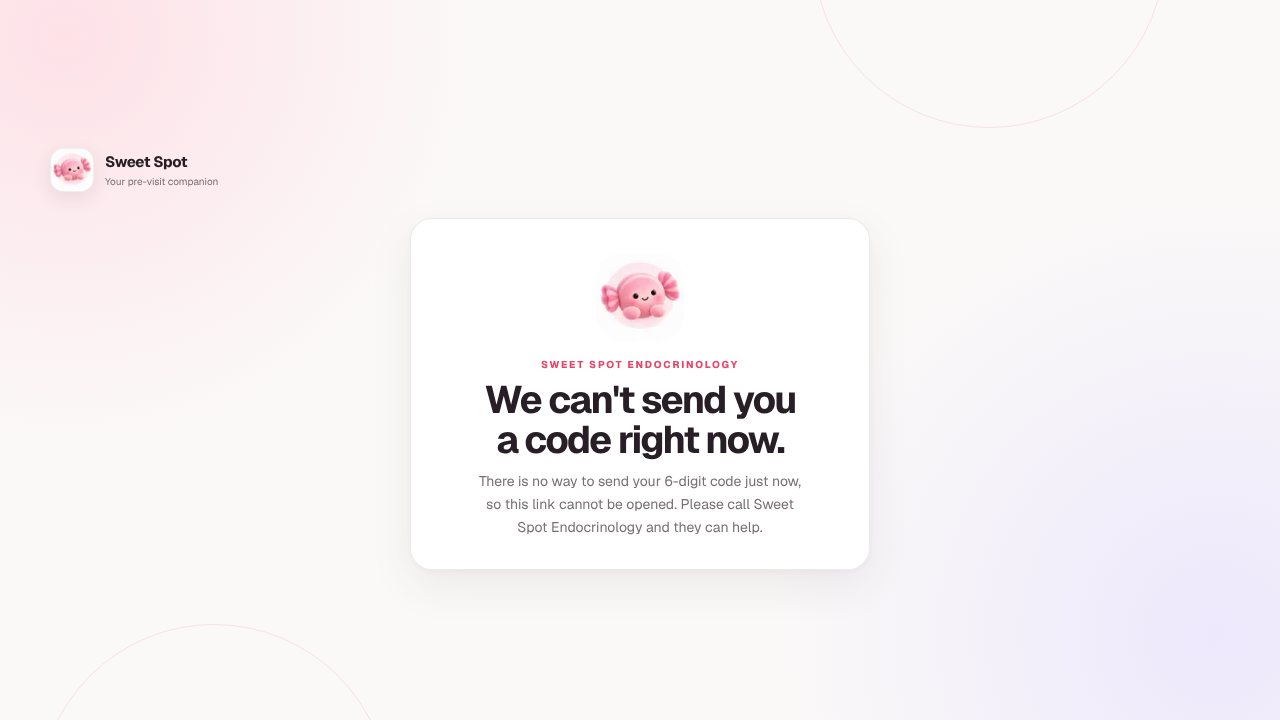 Sweet Spot
Your pre-visit companion
SWEET SPOT ENDOCRINOLOGY
We can't send you
a code right now.
There is no way to send your 6-digit code just now,
so this link cannot be opened. Please call Sweet
Spot Endocrinology and they can help.